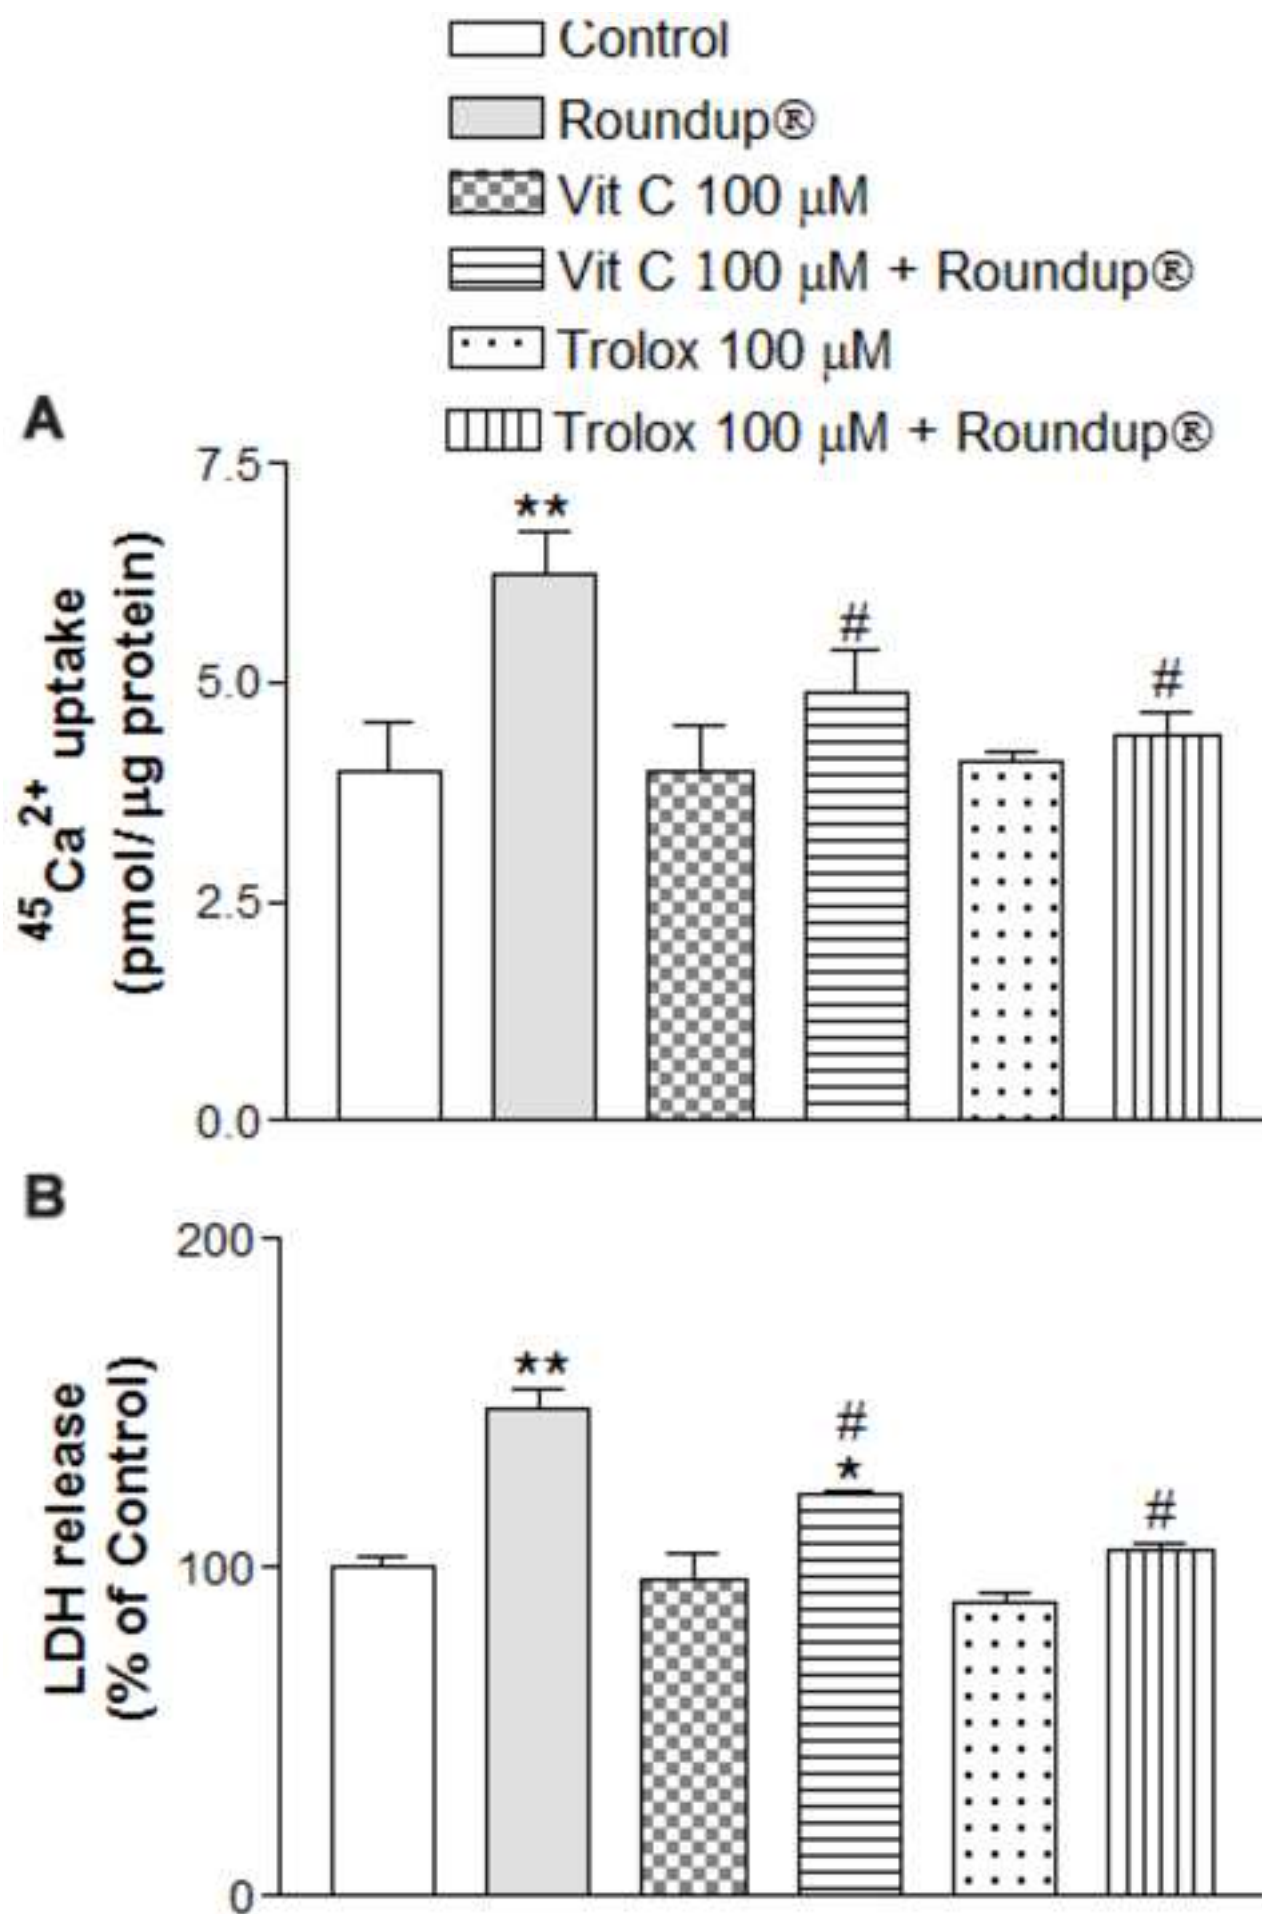 Control
Roundup®
Vit C 100 μM
Vit C 100 μM + Roundup®
Trolox 100 μM
Trolox 100 μM + Roundup®
A
7.5
5.0
2.5
0.0
45Ca2+ uptake
(pmol/ μg protein)
**
#
#
B
200
100
0
LDH release
(% of Control)
**
#
*
#